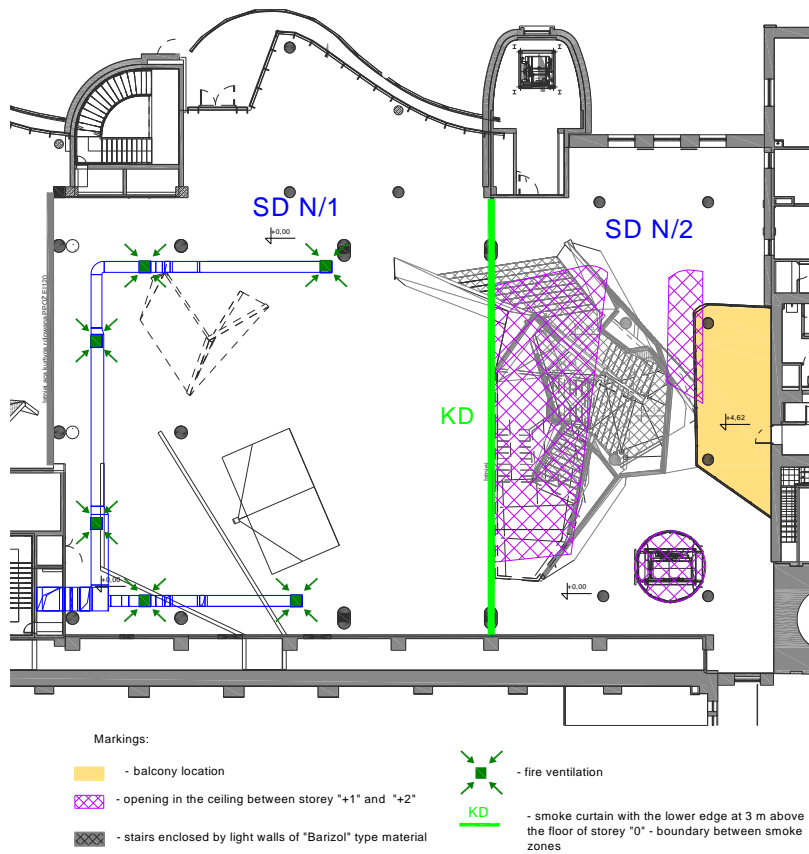 SD N/1
SD N/2
+0,00
KD
+4,62
+0,00
+0,00
Markings:
- balcony location
- opening in the ceiling between storey "+1" and "+2"
- stairs enclosed by light walls of "Barizol" type material
- fire ventilation
KD
- smoke curtain with the lower edge at 3 m above
the floor of storey "0" - boundary between smoke
zones